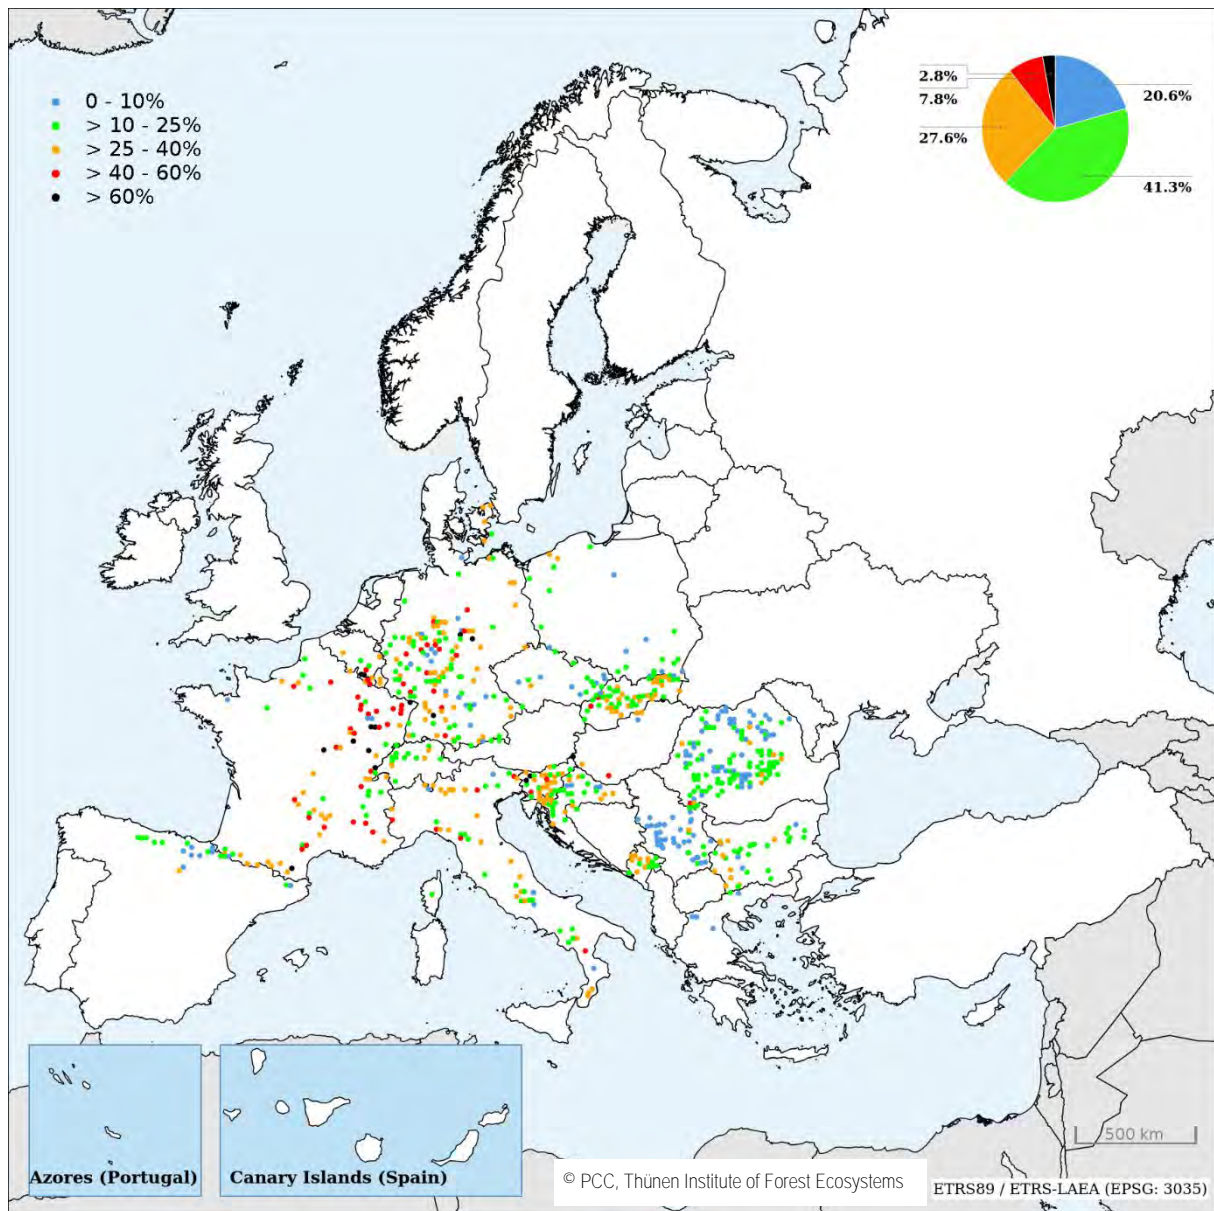 0 - 10%
> 10 - 25%
> 25 - 40%
> 40 - 60%
> 60%
2.8%
7.8%
27.6%
20.6%
41.3%
500 km
Azores (Portugal)
Canary Islands (Spain)
© PCC, Thünen Institute of Forest Ecosystems
ETRS89 / ETRS-LAEA (EPSG: 3035)